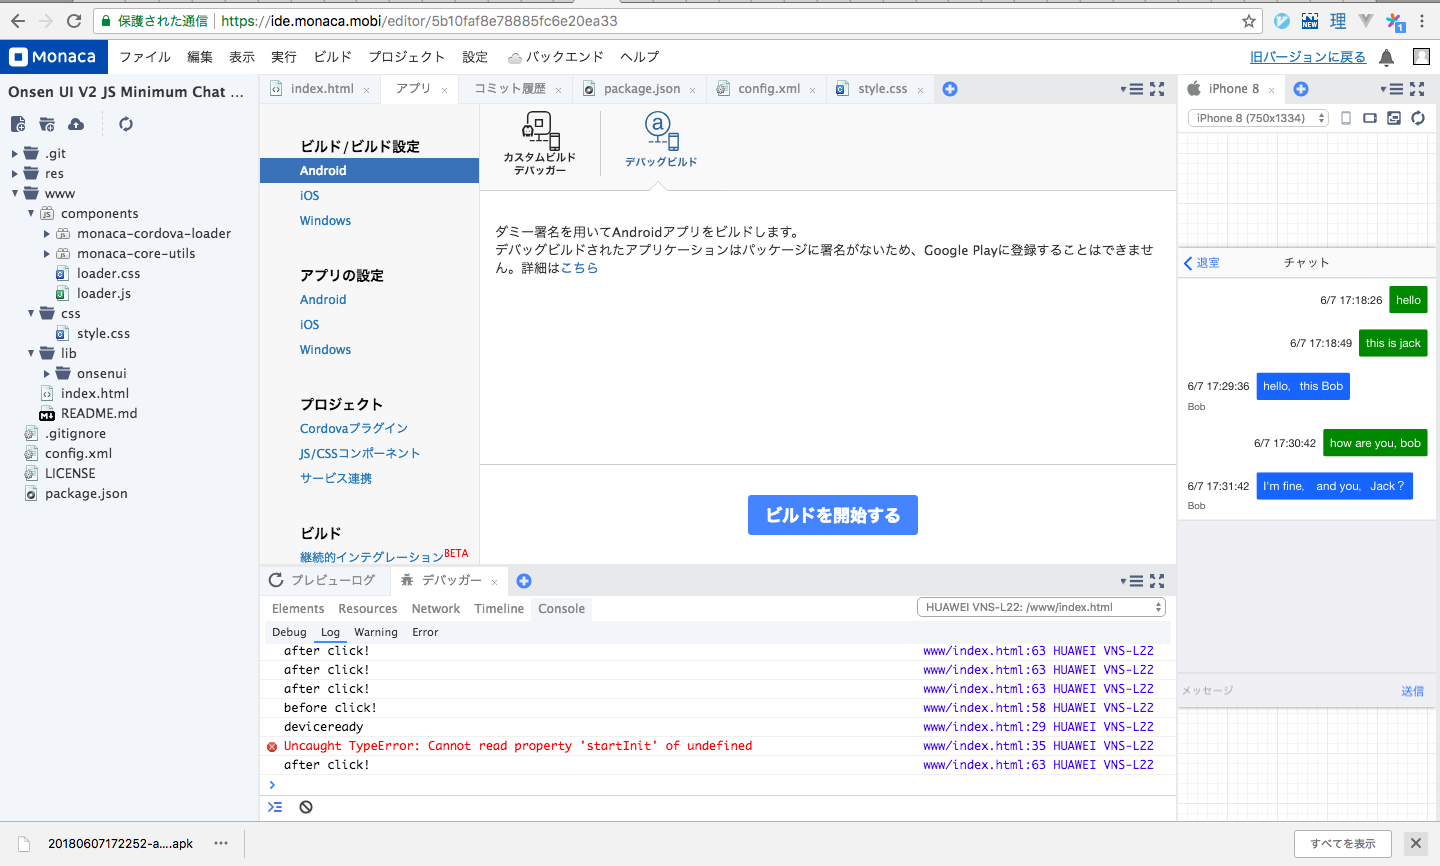 保護された通信 | https://ide.monaca.mobi/editor/5b10faf8e78885fc6e20ea33
NEW 理 1
Monaca ファイル 編集 表示 実行 ビルド プロジェクト 設定 バックエンド ヘルプ 旧バージョンに戻る
Onsen UI V2 JS Minimum Chat ...
.git
res
www
components
monaca-cordova-loader
monaca-core-utils
loader.css
loader.js
css
style.css
lib
onsenui
index.html
README.md
.gitignore
config.xml
LICENSE
package.json
index.html × アプリ × コミット履歴 × package.json × config.xml × style.css ×
ビルド/ビルド設定
Android
iOS
Windows
アプリの設定
Android
iOS
Windows
プロジェクト
Cordovaプラグイン
JS/CSSコンポーネント
サービス連携
ビルド
継続的インテグレーションBETA
カスタムビルド
デバッガー
デバッグビルド
ダミー署名を用いてAndroidアプリをビルドします。
デバッグビルドされたアプリケーションはパッケージに署名がないため、Google Playに登録することはできませ
ん。詳細はこちら
ビルドを開始する
プレビューログ デバッガー ×
Elements Resources Network Timeline Console HUAWEI VNS-L22: /www/index.html
Debug Log Warning Error
after click! www/index.html:63 HUAWEI VNS-L22
after click! www/index.html:63 HUAWEI VNS-L22
after click! www/index.html:63 HUAWEI VNS-L22
before click! www/index.html:58 HUAWEI VNS-L22
deviceready www/index.html:29 HUAWEI VNS-L22
Uncaught TypeError: Cannot read property 'startInit' of undefined www/index.html:35 HUAWEI VNS-L22
after click! www/index.html:63 HUAWEI VNS-L22
iPhone 8 ×
iPhone 8 (750x1334)
退室 チャット
6/7 17:18:26 hello
6/7 17:18:49 this is jack
6/7 17:29:36 hello, this Bob
Bob
6/7 17:30:42 how are you, bob
6/7 17:31:42 I'm fine, and you, Jack？
Bob
メッセージ 送信
20180607172252-a....apk ... すべてを表示